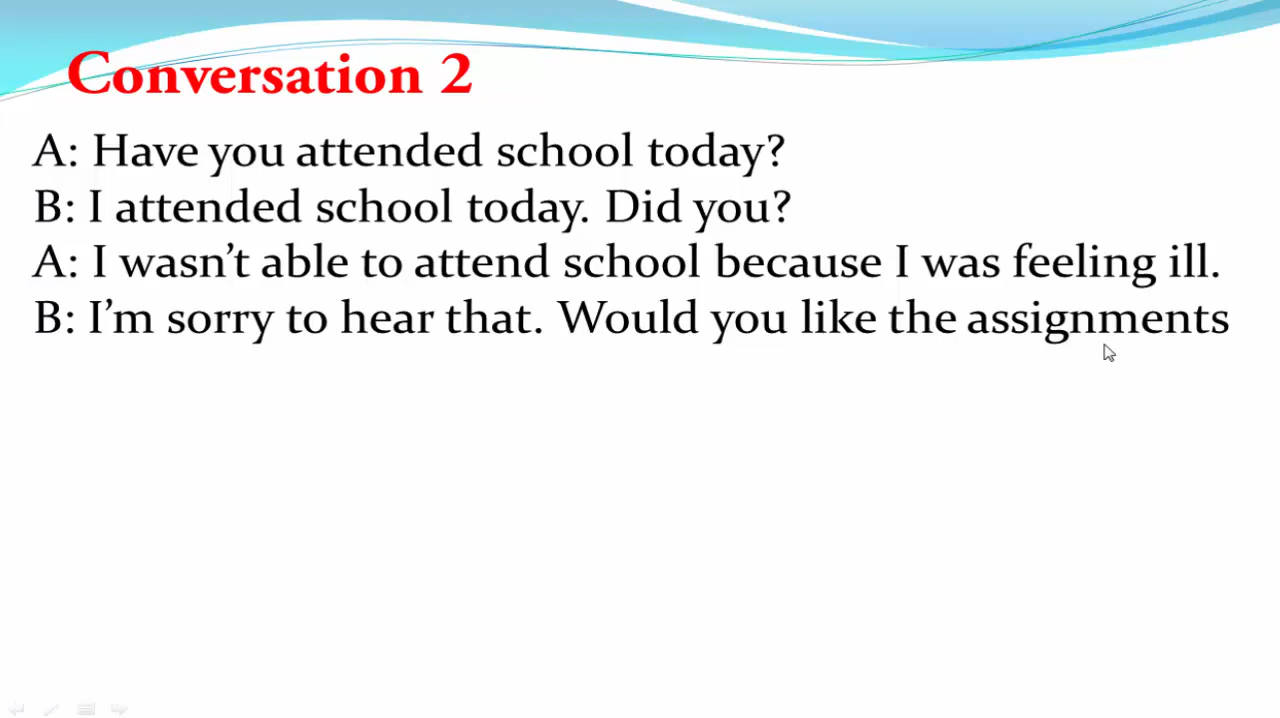 Conversation 2
A: Have you attended school today?
B: I attended school today. Did you?
A: I wasn’t able to attend school because I was feeling ill.
B: I’m sorry to hear that. Would you like the assignments